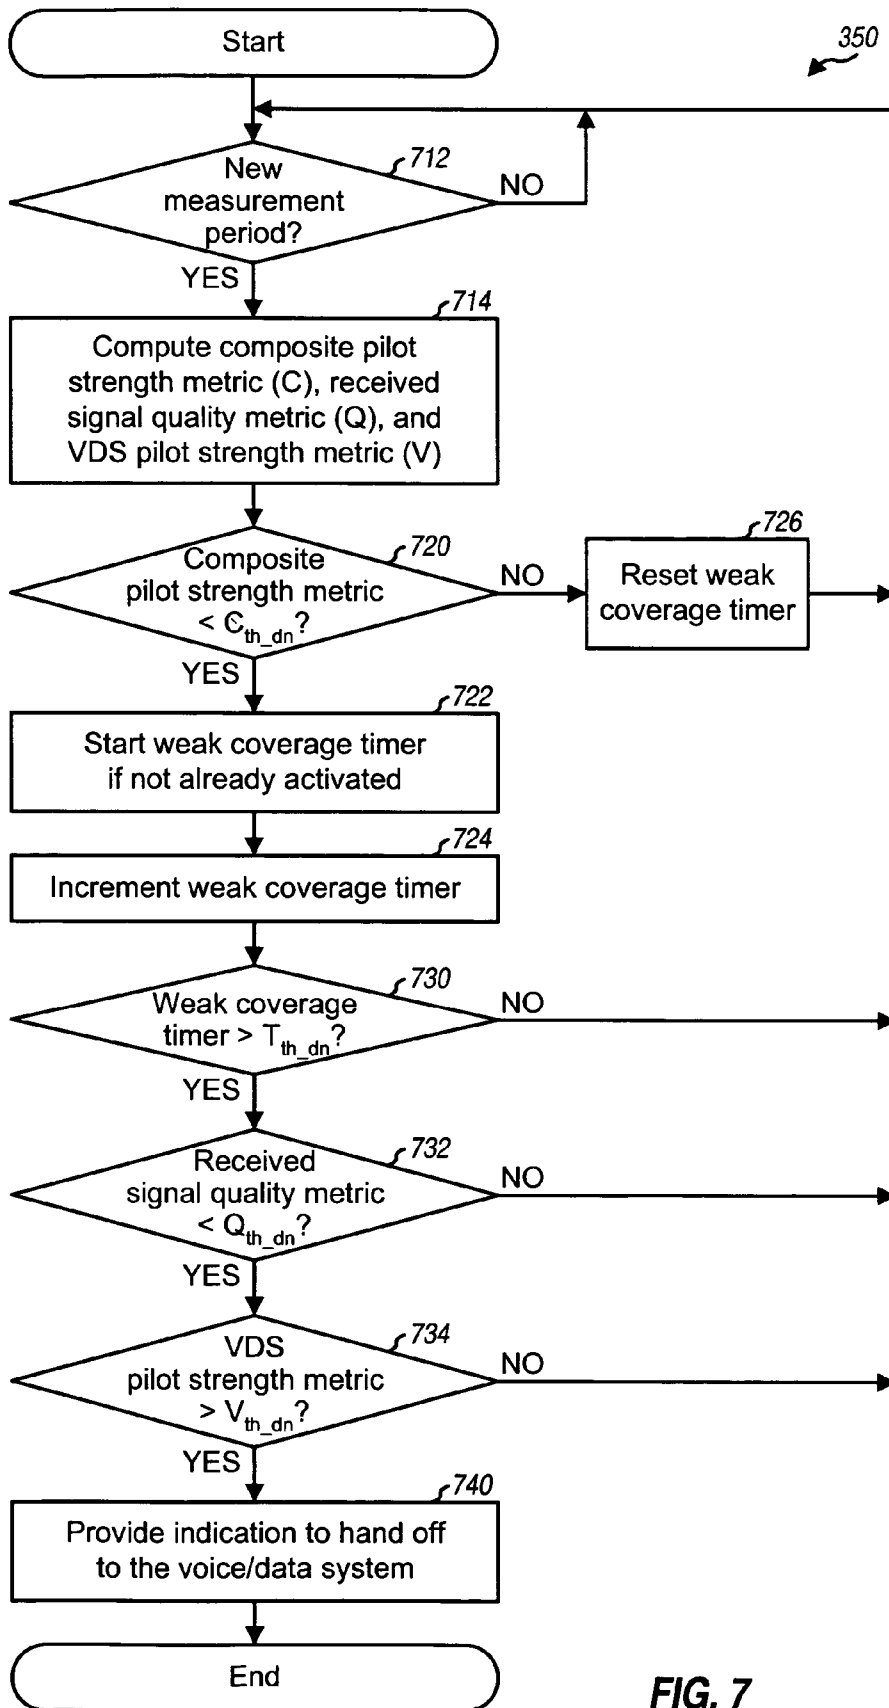 Start
350
New
measurement
period?
712
NO
YES
714
Compute composite pilot
strength metric (C), received
signal quality metric (Q), and
VDS pilot strength metric (V)
Composite
pilot strength metric
< C_th_dn?
720
NO
726
Reset weak
coverage timer
YES
722
Start weak coverage timer
if not already activated
724
Increment weak coverage timer
Weak coverage
timer > T_th_dn?
730
NO
YES
Received
signal quality metric
< Q_th_dn?
732
NO
YES
VDS
pilot strength metric
> V_th_dn?
734
NO
YES
740
Provide indication to hand off
to the voice/data system
End
FIG. 7